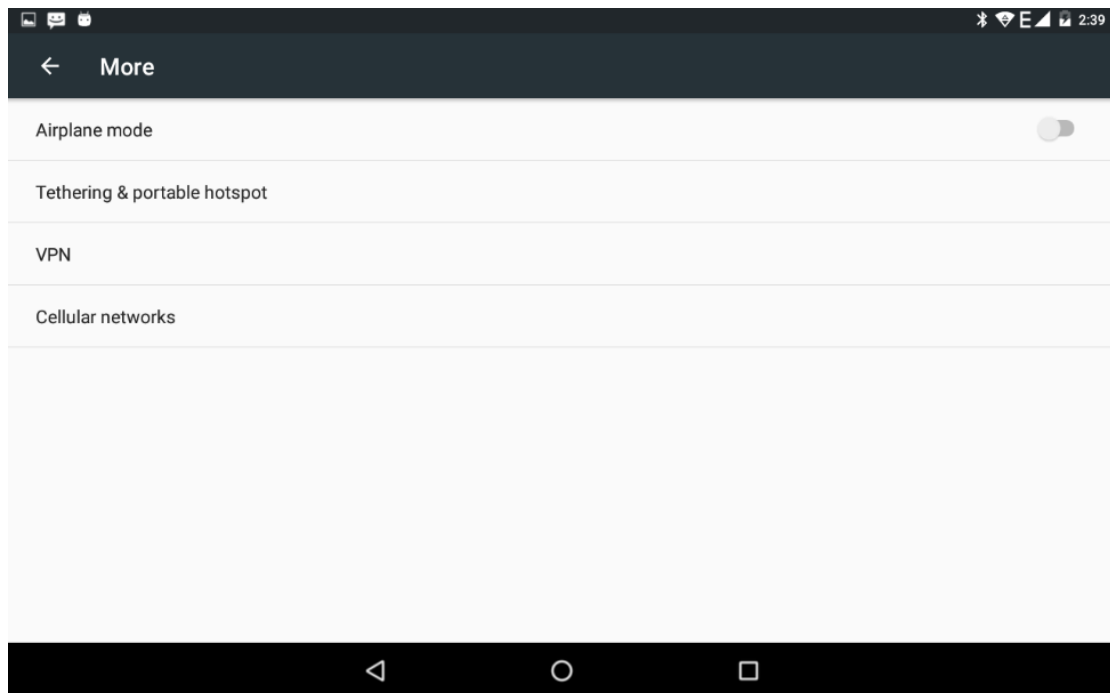 E 2:39
More
Airplane mode
Tethering & portable hotspot
VPN
Cellular networks